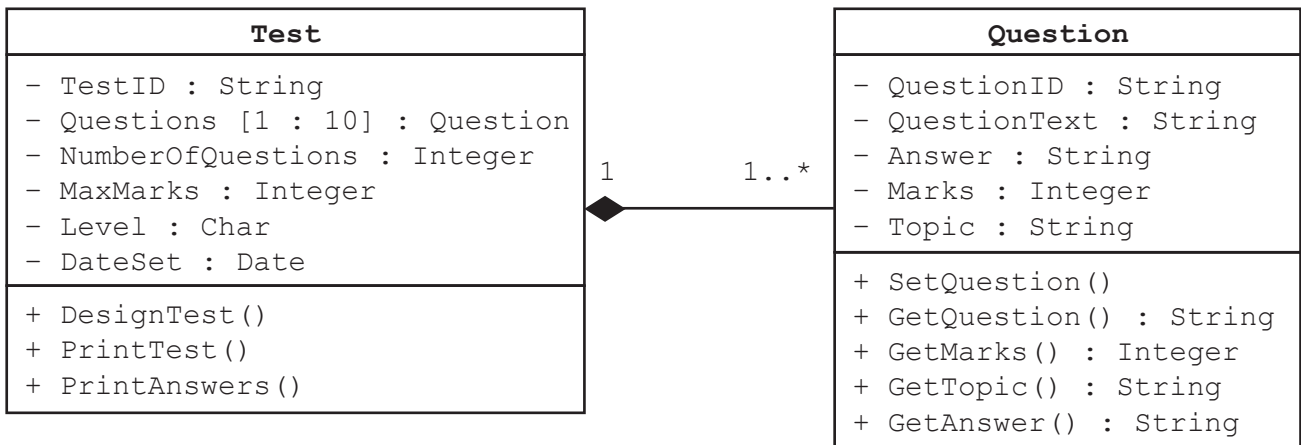 Test
- TestID : String
- Questions [1 : 10] : Question
- NumberOfQuestions : Integer
- MaxMarks : Integer
- Level : Char
- DateSet : Date
+ DesignTest()
+ PrintTest()
+ PrintAnswers()
1 1..*
Question
- QuestionID : String
- QuestionText : String
- Answer : String
- Marks : Integer
- Topic : String
+ SetQuestion()
+ GetQuestion() : String
+ GetMarks() : Integer
+ GetTopic() : String
+ GetAnswer() : String